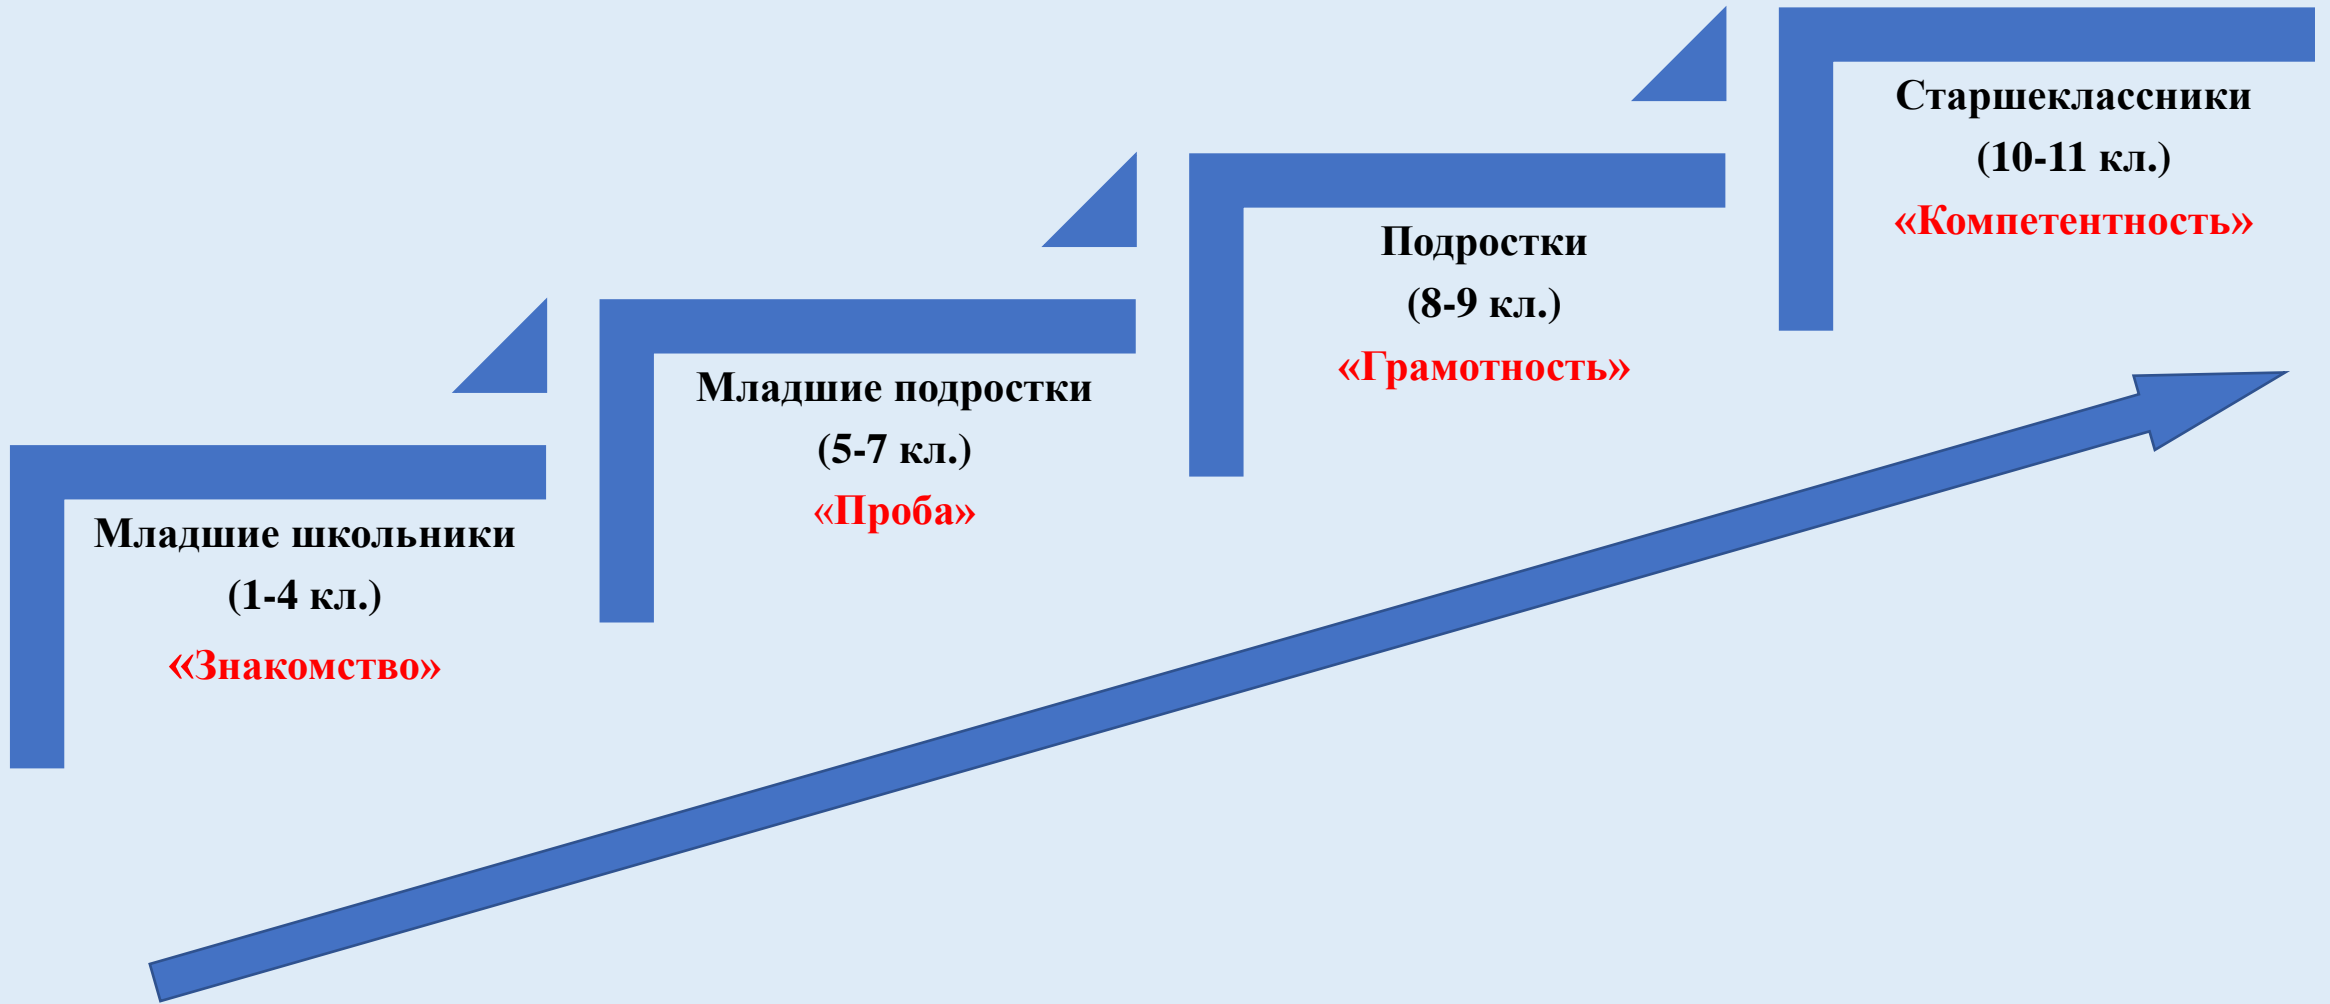 Младшие школьники
(1-4 кл.)
«Знакомство»
Младшие подростки
(5-7 кл.)
«Проба»
Подростки
(8-9 кл.)
«Грамотность»
Старшеклассники
(10-11 кл.)
«Компетентность»